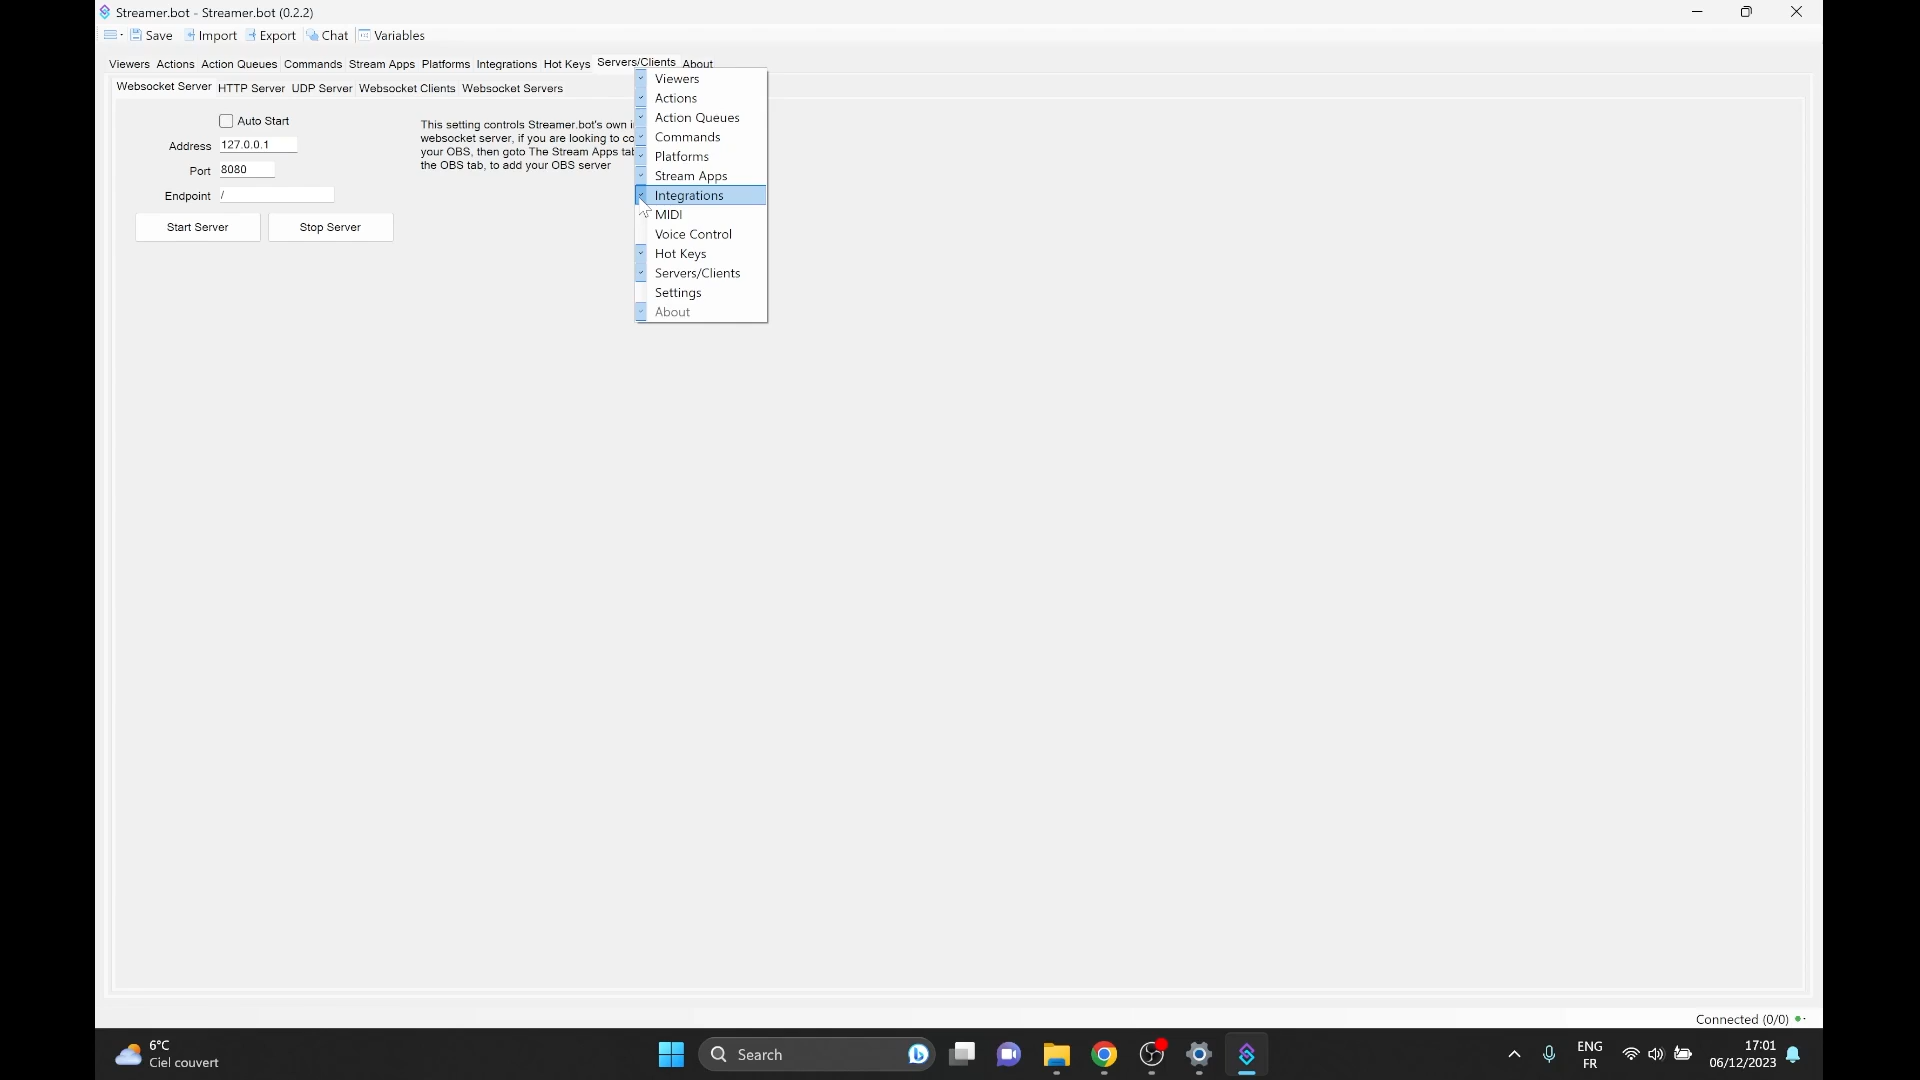 Streamer.bot - Streamer.bot (0.2.2)
Save Import Export Chat Variables
Viewers Actions Action Queues Commands Stream Apps Platforms Integrations Hot Keys Servers/Clients About
Websocket Server HTTP Server UDP Server Websocket Clients Websocket Servers
Auto Start
Address 127.0.0.1
Port 8080
Endpoint /
Start Server Stop Server
This setting controls Streamer.bot's own
websocket server, if you are looking to
your OBS, then goto The Stream Apps
the OBS tab, to add your OBS server
Viewers
Actions
Action Queues
Commands
Platforms
Stream Apps
Integrations
MIDI
Voice Control
Hot Keys
Servers/Clients
Settings
About
Connected (0/0)
6°C
Ciel couvert
Search
ENG
FR
17:01
06/12/2023